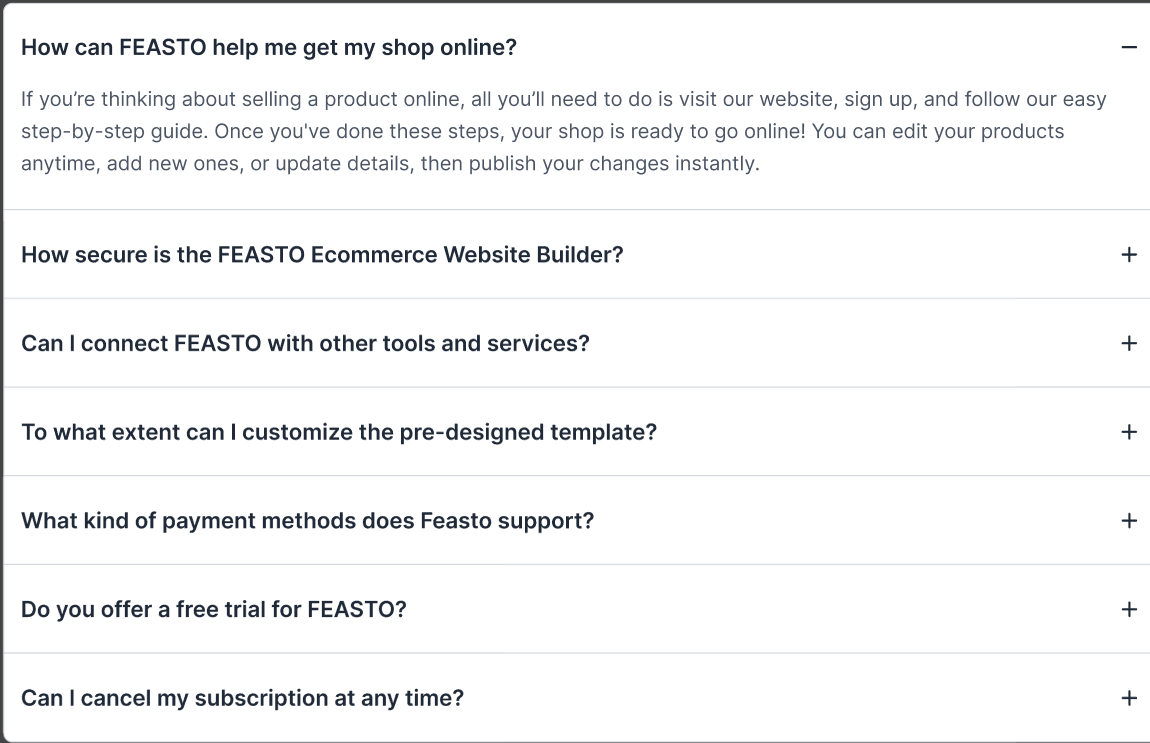 How can FEASTO help me get my shop online?
If you’re thinking about selling a product online, all you’ll need to do is visit our website, sign up, and follow our easy
step-by-step guide. Once you've done these steps, your shop is ready to go online! You can edit your products
anytime, add new ones, or update details, then publish your changes instantly.
How secure is the FEASTO Ecommerce Website Builder?
Can I connect FEASTO with other tools and services?
To what extent can I customize the pre-designed template?
What kind of payment methods does Feasto support?
Do you offer a free trial for FEASTO?
Can I cancel my subscription at any time?